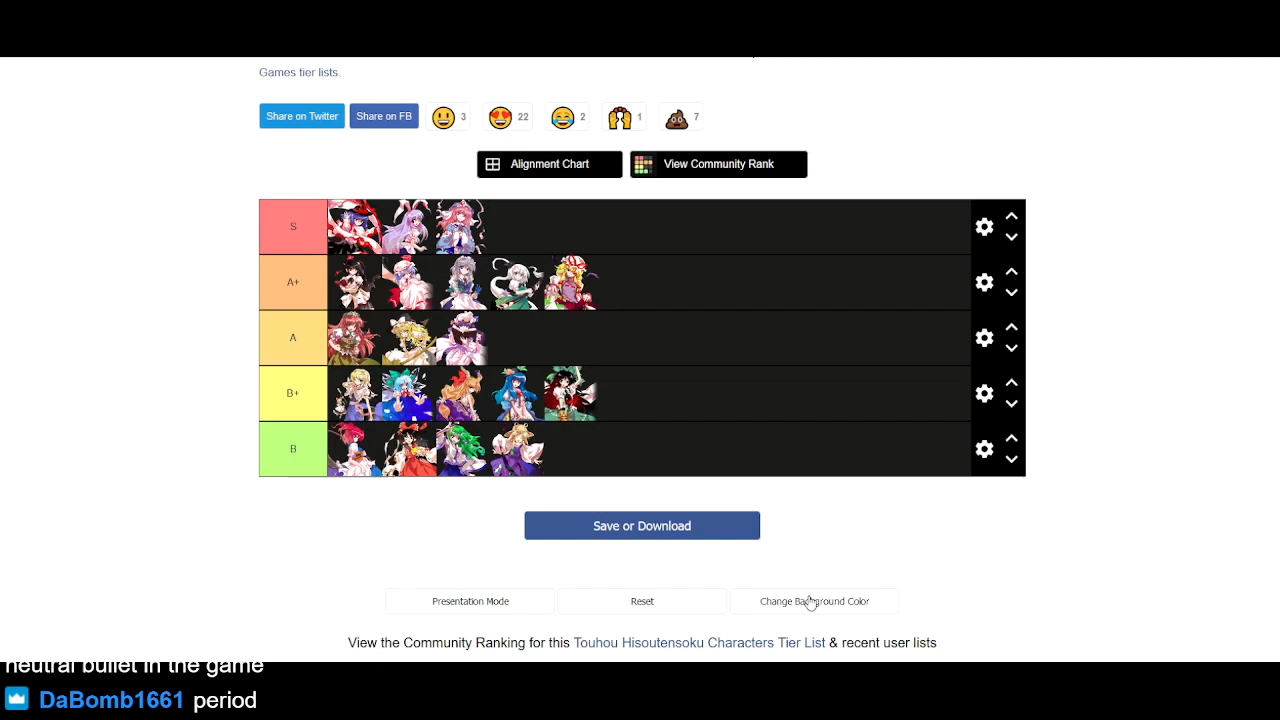 Games tier lists.
Share on Twitter Share on FB 3 22 2 1 7
Alignment Chart View Community Rank
S
A+
A
B+
B
Save or Download
Presentation Mode Reset Change Background Color
View the Community Ranking for this Touhou Hisoutensoku Characters Tier List & recent user lists
neutral bullet in the game
DaBomb1661 period